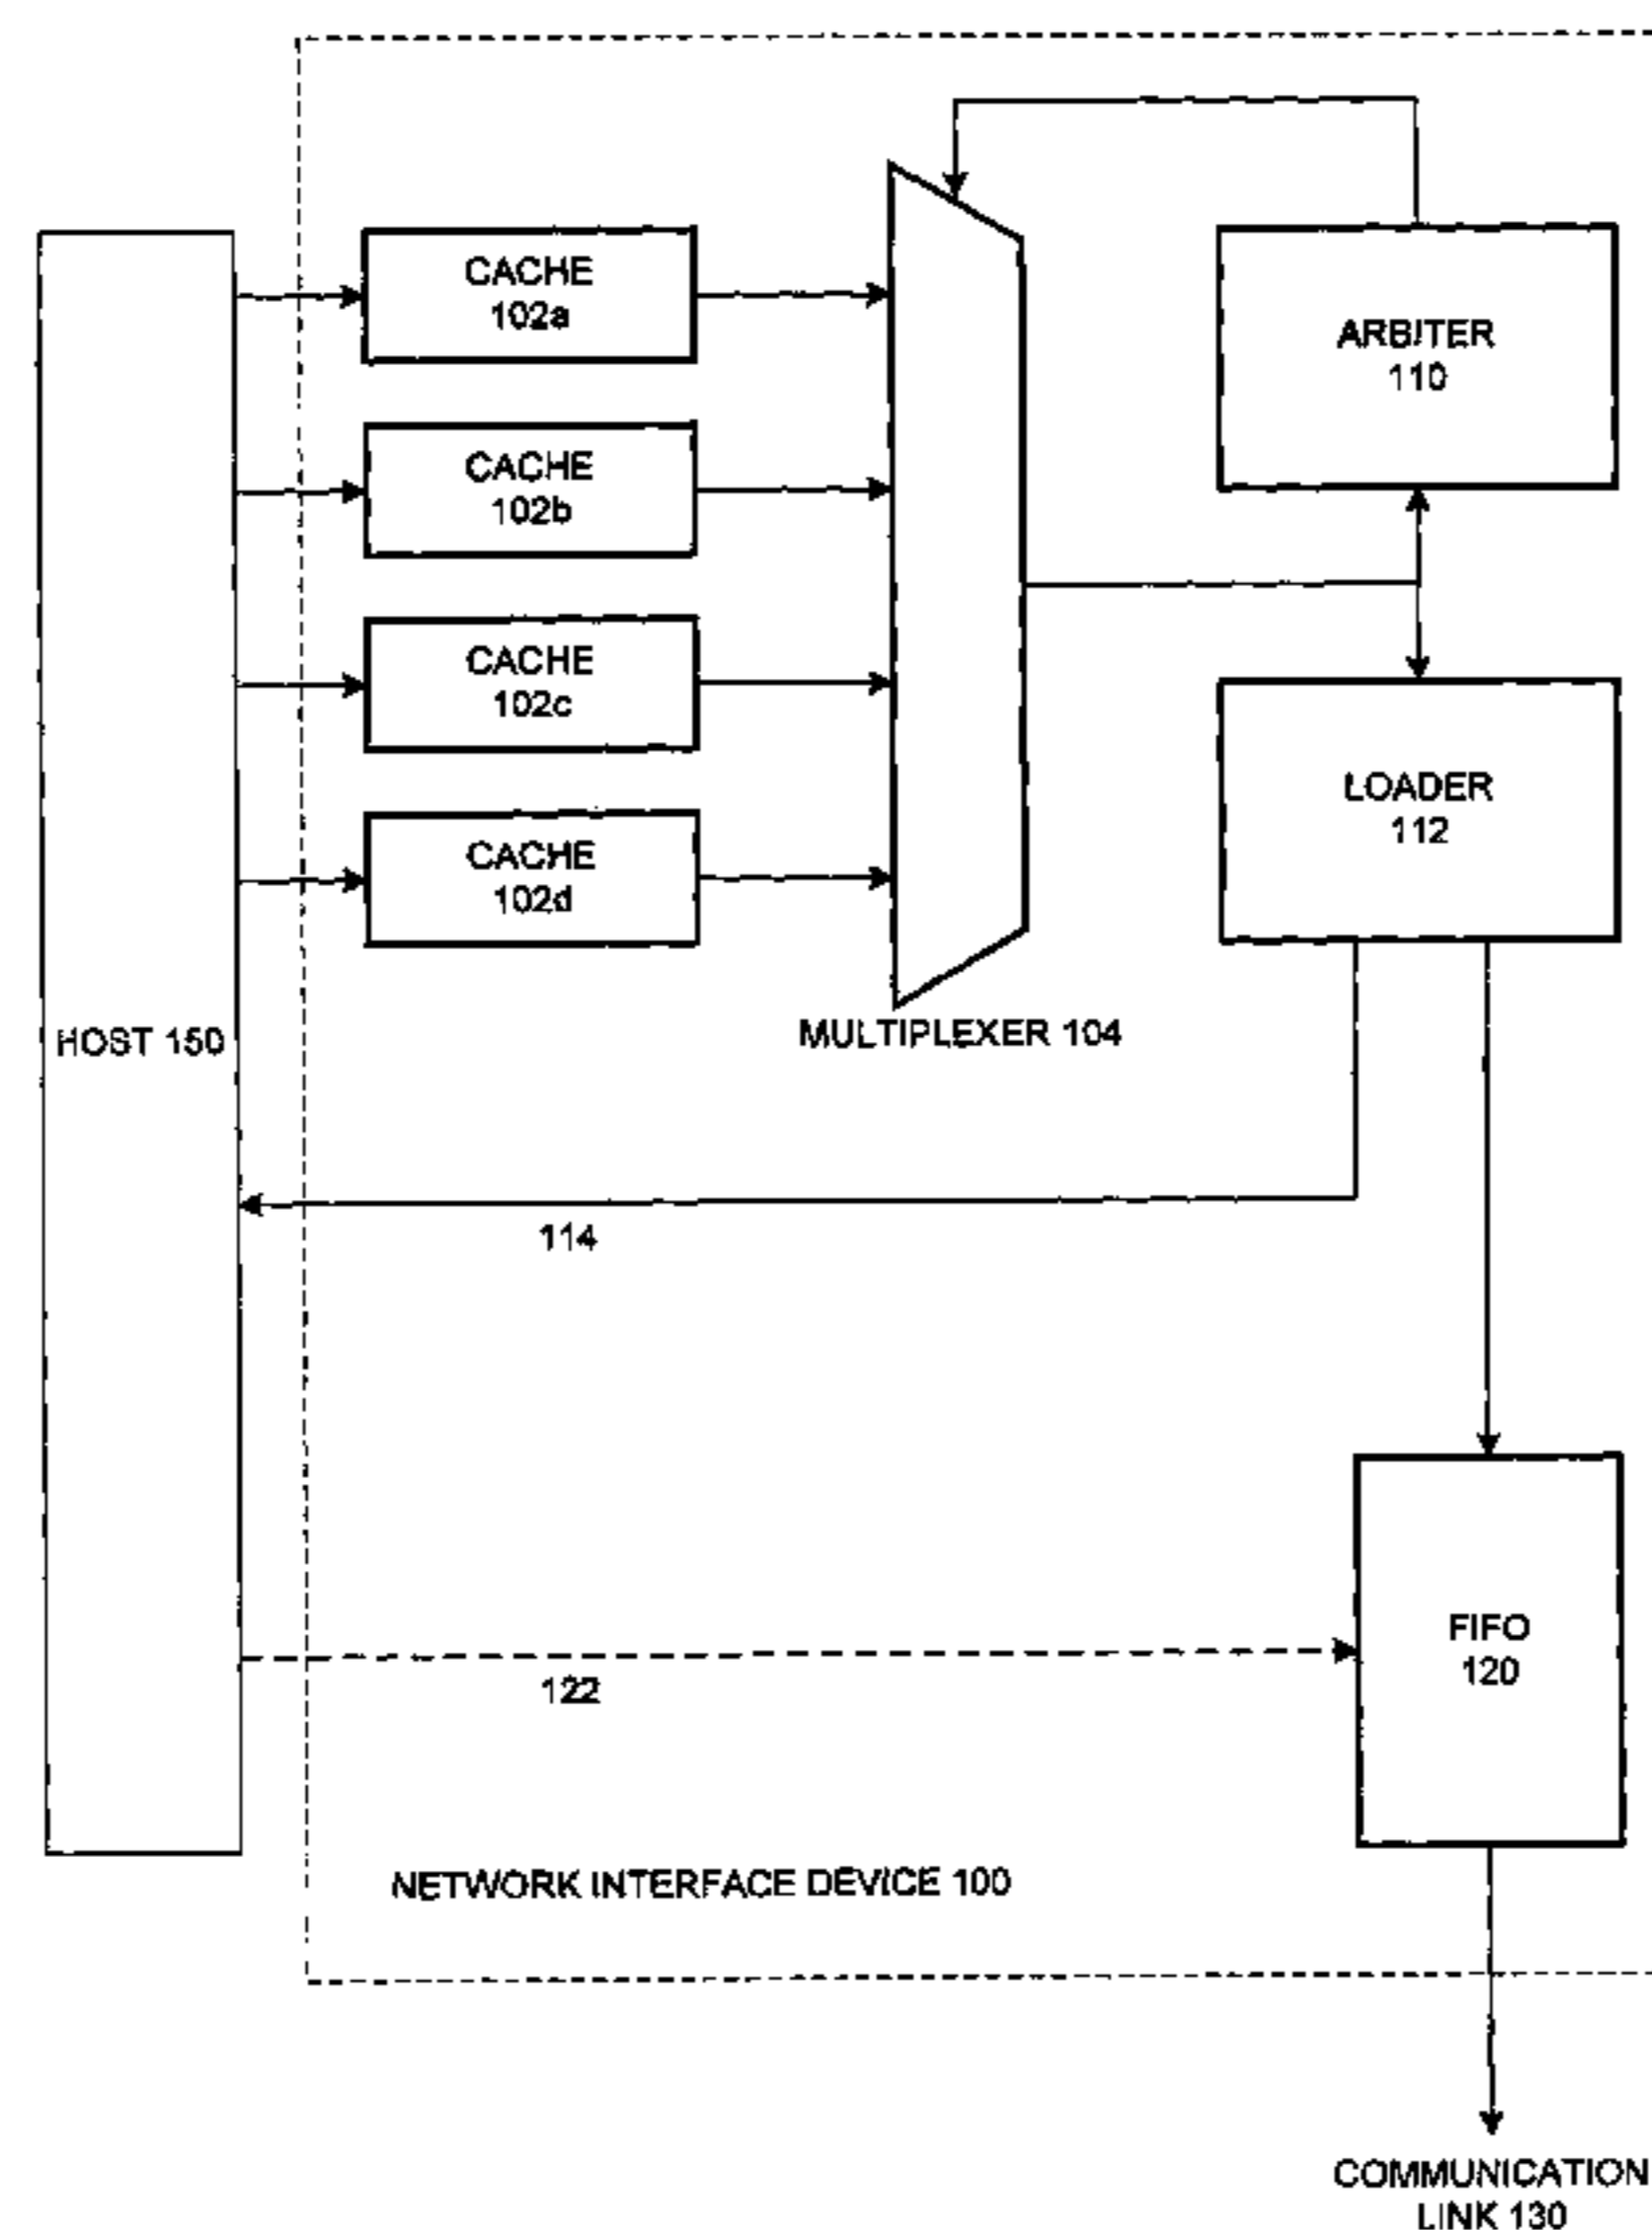 CACHE
102a
ARBITER
110
CACHE
102b
CACHE
102c
LOADER
112
CACHE
102d
HOST 150
MULTIPLEXER 104
114
FIFO
120
122
NETWORK INTERFACE DEVICE 100
COMMUNICATION
LINK 130